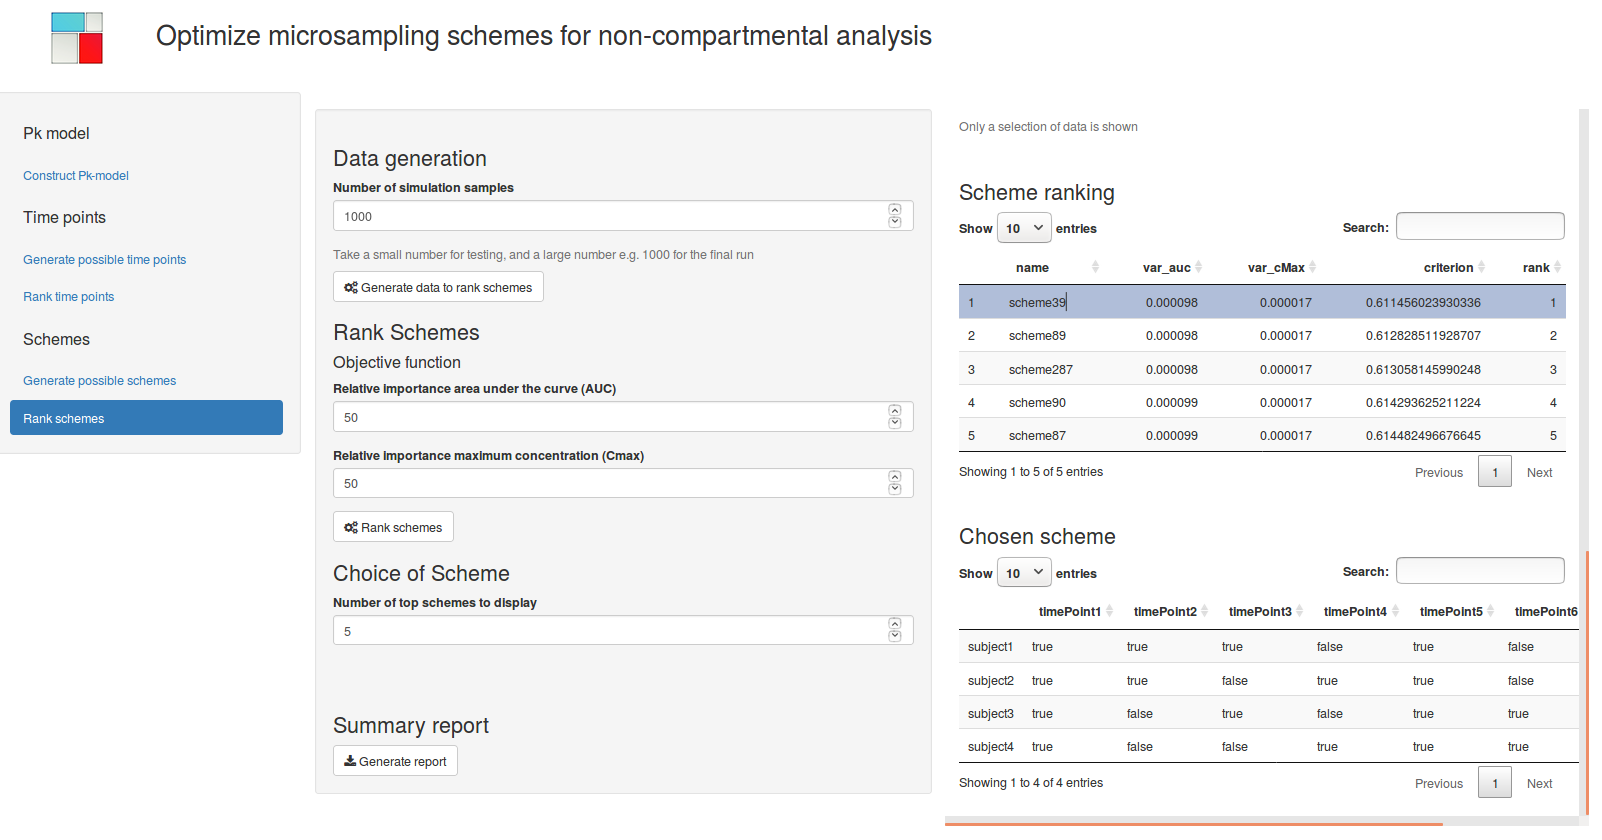 Optimize microsampling schemes for non-compartmental analysis
Pk model
Construct Pk-model
Time points
Generate possible time points
Rank time points
Schemes
Generate possible schemes
Rank schemes
Data generation
Number of simulation samples
1000
Take a small number for testing, and a large number e.g. 1000 for the final run
Generate data to rank schemes
Rank Schemes
Objective function
Relative importance area under the curve (AUC)
50
Relative importance maximum concentration (Cmax)
50
Rank schemes
Choice of Scheme
Number of top schemes to display
5
Summary report
Generate report
Only a selection of data is shown
Scheme ranking
Show 10 entries Search:
name var_auc var_cMax criterion rank
1 scheme39 0.000098 0.000017 0.611456023930336 1
2 scheme89 0.000098 0.000017 0.612828511928707 2
3 scheme287 0.000098 0.000017 0.613058145990248 3
4 scheme90 0.000099 0.000017 0.614293625211224 4
5 scheme87 0.000099 0.000017 0.614482496676645 5
Showing 1 to 5 of 5 entries Previous 1 Next
Chosen scheme
Show 10 entries Search:
timePoint1 timePoint2 timePoint3 timePoint4 timePoint5 timePoint6
subject1 true true true false true false
subject2 true true false true true false
subject3 true false true false true true
subject4 true false false true true true
Showing 1 to 4 of 4 entries Previous 1 Next